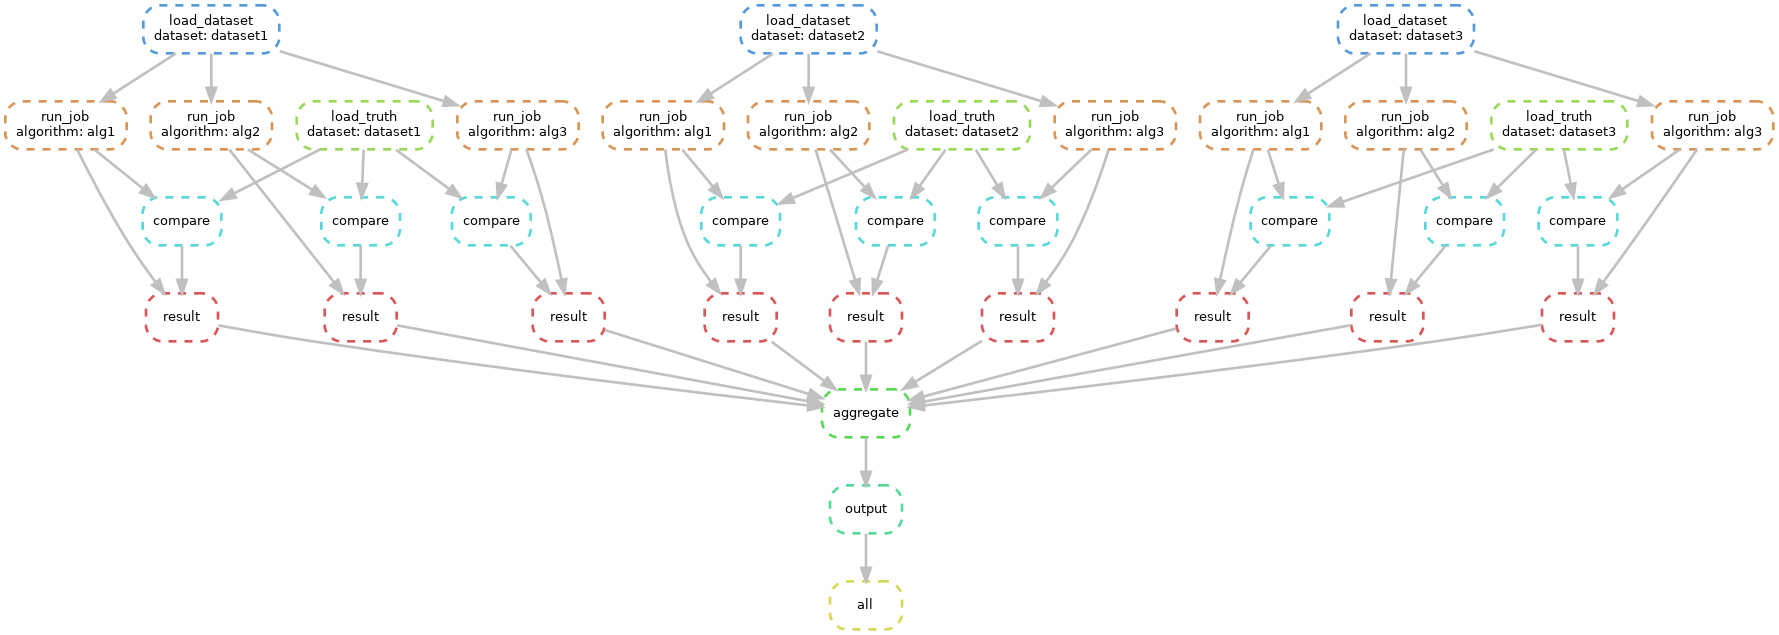 load_dataset
dataset: dataset1
load_dataset
dataset: dataset2
load_dataset
dataset: dataset3
run_job
algorithm: alg1
run_job
algorithm: alg2
load_truth
dataset: dataset1
run_job
algorithm: alg3
run_job
algorithm: alg1
run_job
algorithm: alg2
load_truth
dataset: dataset2
run_job
algorithm: alg3
run_job
algorithm: alg1
run_job
algorithm: alg2
load_truth
dataset: dataset3
run_job
algorithm: alg3
compare
compare
compare
compare
compare
compare
compare
compare
compare
result
result
result
result
result
result
result
result
result
aggregate
output
all